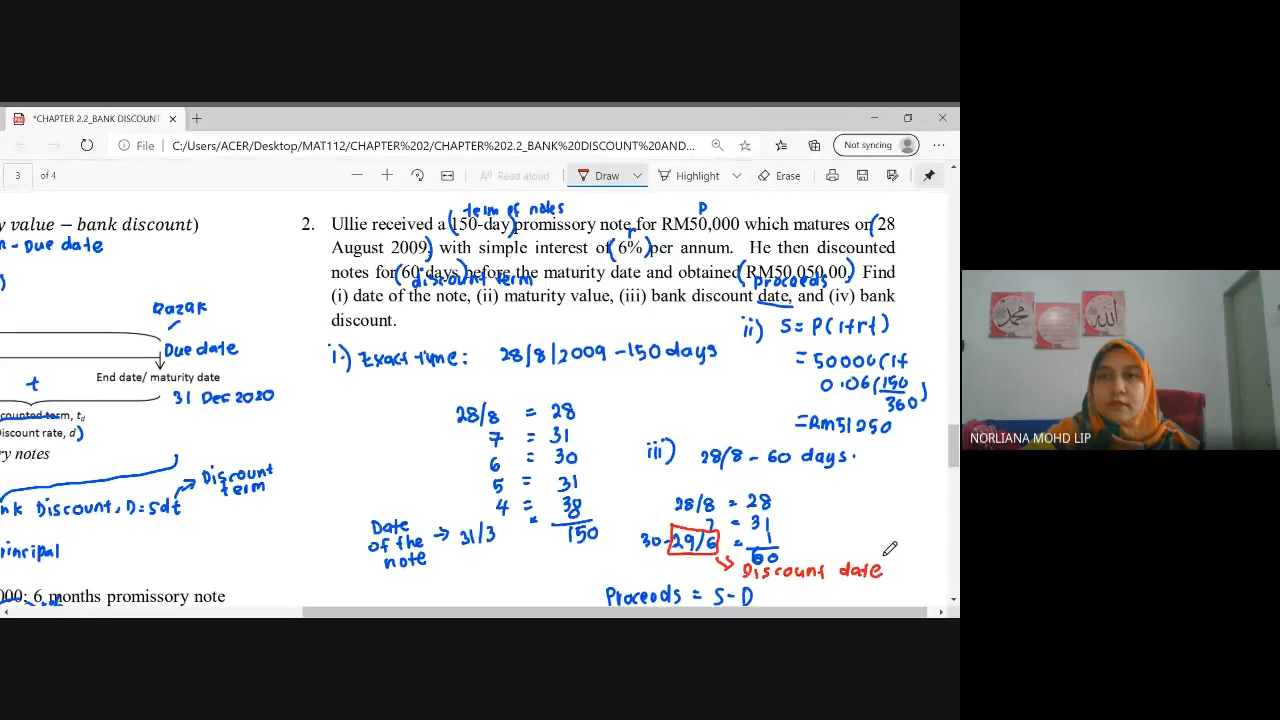 *CHAPTER 2.2_BANK DISCOUNT
File C:/Users/ACER/Desktop/MAT112/CHAPTER%202/CHAPTER%202.2_BANK%20DISCOUNT%20AND... Not syncing
3 of 4 Read aloud Draw Highlight Erase
y value – bank discount)
n - Due date
)
Razak
Due date
End date/ maturity date
t
31 Dec 2020
counted term, t_d
Discount rate, d)
ry notes
Discount term
nk Discount, D = Sdt
rincipal
000; 6 months promissory note
term of notes P
2. Ullie received a (150-day) promissory note for RM50,000 which matures on (28
r
August 2009) with simple interest of (6%) per annum. He then discounted
notes for (60 days) before the maturity date and obtained (RM50,050.00). Find
discount term proceeds
(i) date of the note, (ii) maturity value, (iii) bank discount date, and (iv) bank
discount.
i.) Exact time: 28/8/2009 - 150 days
28/8 = 28
7 = 31
6 = 30
5 = 31
4 = 
150
Date of the note → 31/3
ii) S = P(1+rt)
= 50000(1+
0.06(150/360)
= RM51250
iii) 28/8 - 60 days.
28/8 = 28
7 = 31
30 - 29/6 = 1
60
Discount date
Proceeds = S - D
NORLIANA MOHD LIP
محمد
الله